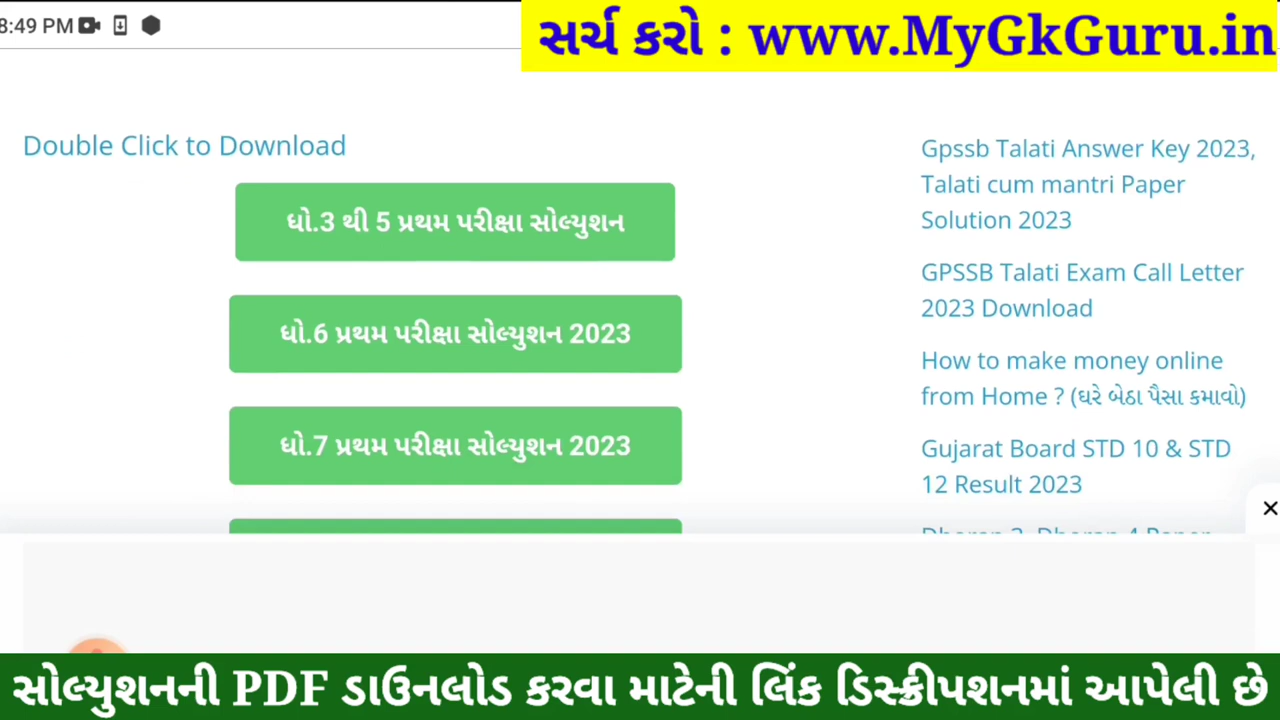 8:49 PM
સર્ચ કરો : www.MyGkGuru.in
Double Click to Download
ધો.3 થી 5 પ્રથમ પરીક્ષા સોલ્યુશન
ધો.6 પ્રથમ પરીક્ષા સોલ્યુશન 2023
ધો.7 પ્રથમ પરીક્ષા સોલ્યુશન 2023
Gpssb Talati Answer Key 2023,
Talati cum mantri Paper
Solution 2023
GPSSB Talati Exam Call Letter
2023 Download
How to make money online
from Home ? (ઘરે બેઠા પૈસા કમાવો)
Gujarat Board STD 10 & STD
12 Result 2023
સોલ્યુશનની PDF ડાઉનલોડ કરવા માટેની લિંક ડિસ્ક્રીપશનમાં આપેલી છે